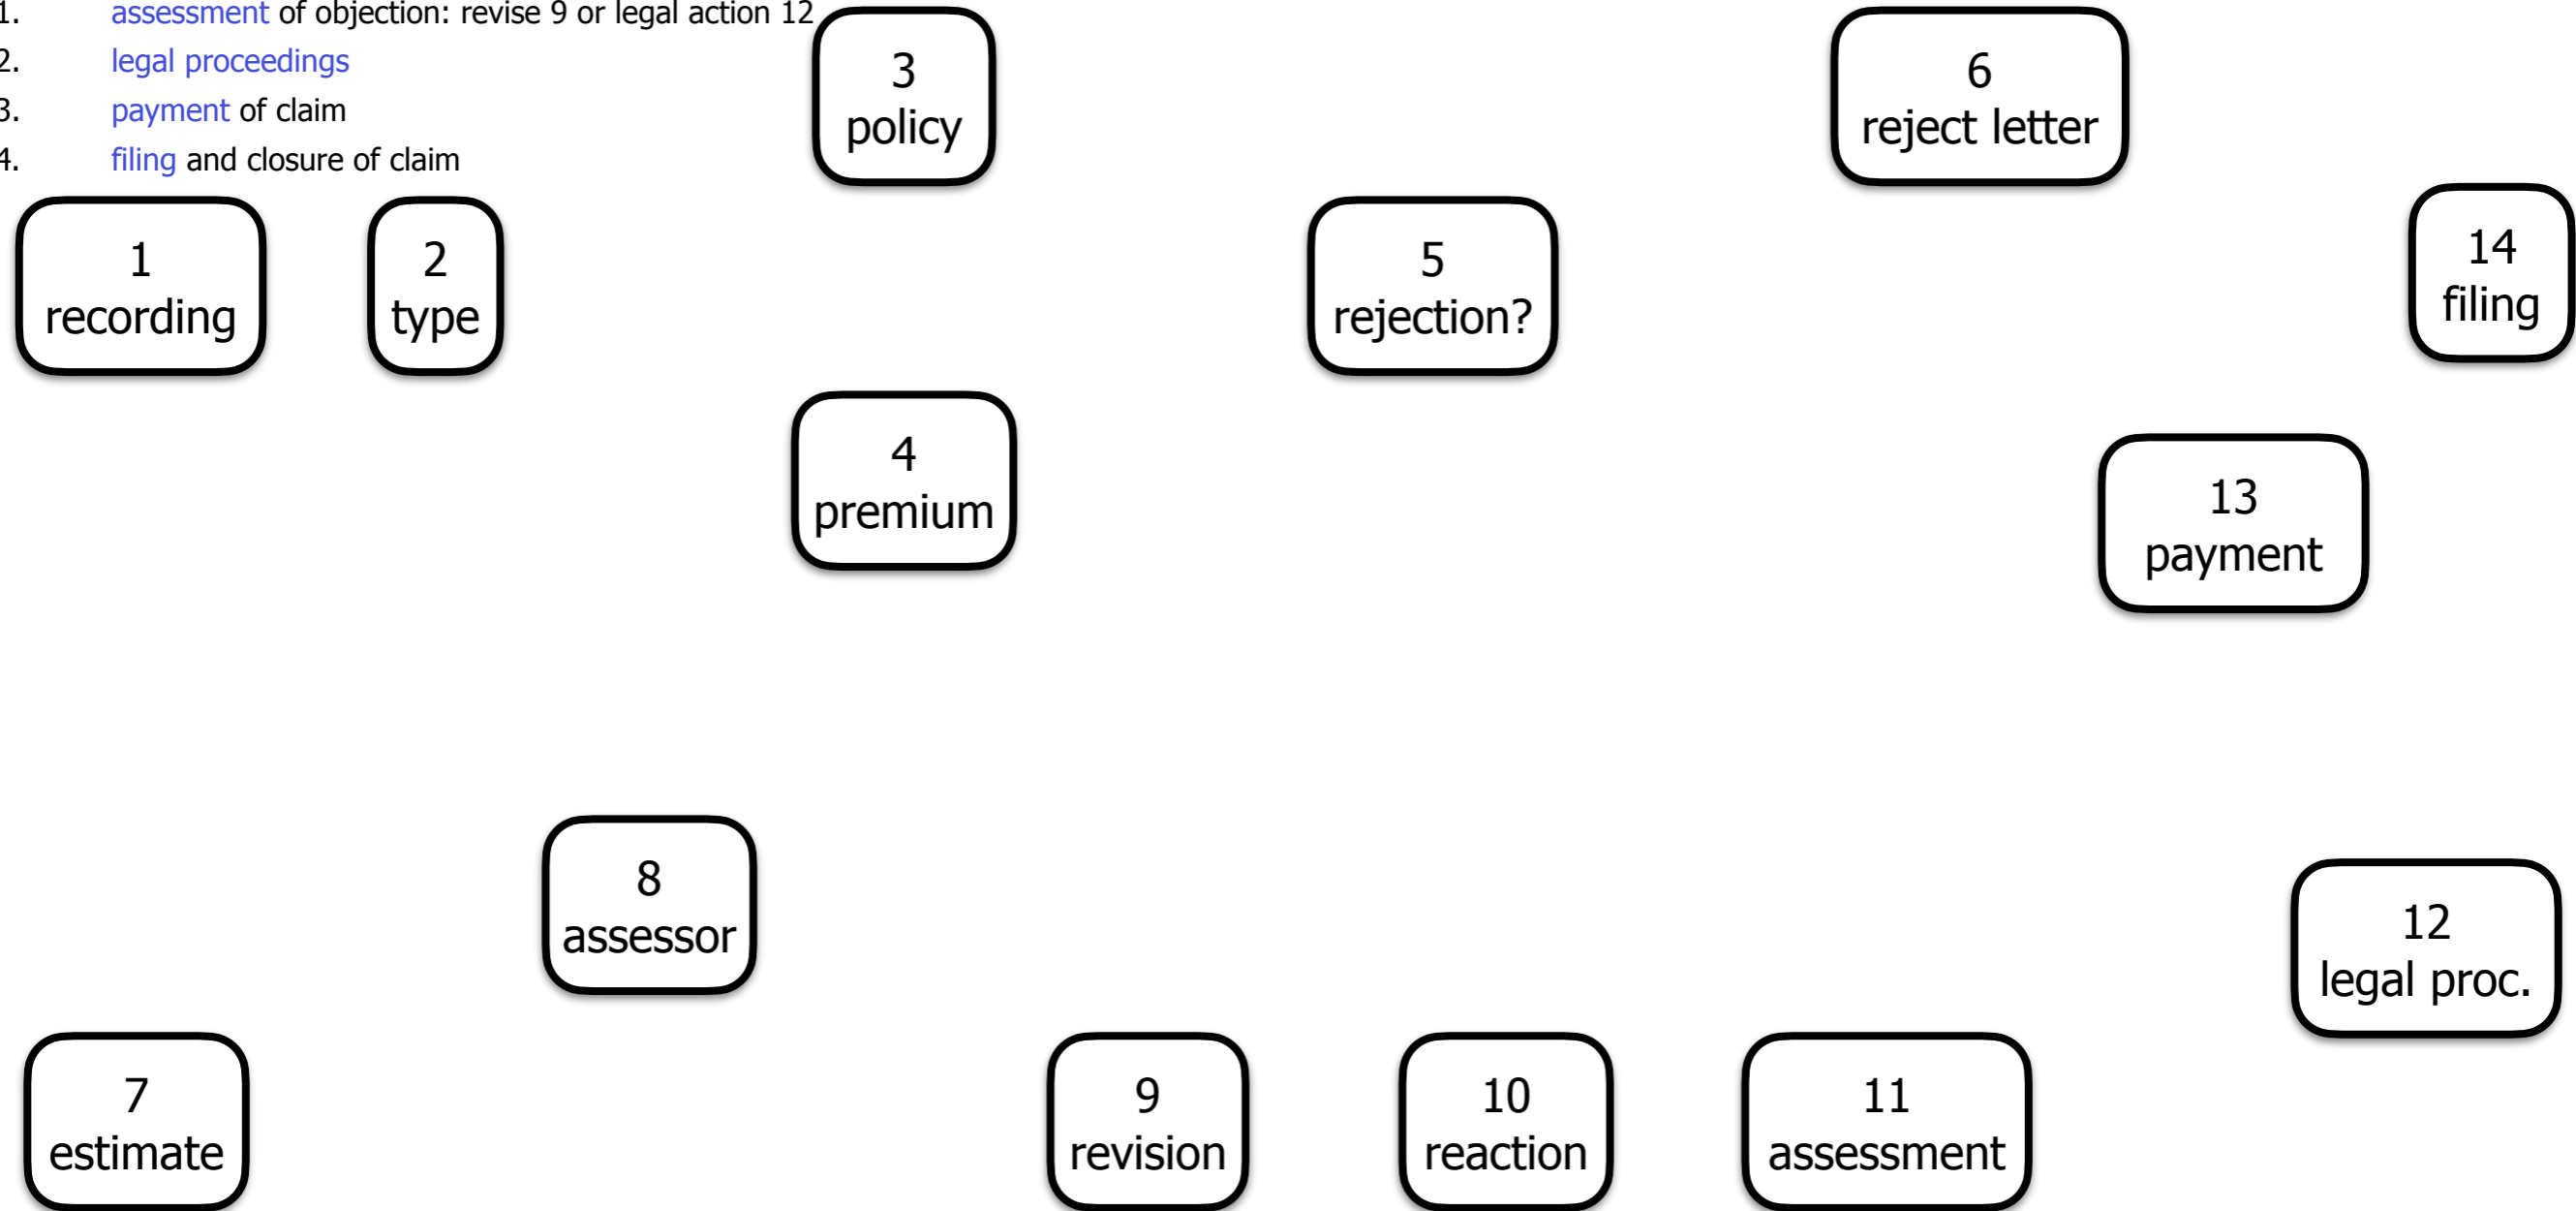 1. assessment of objection: revise 9 or legal action 12
2. legal proceedings
3. payment of claim
4. filing and closure of claim
3
policy
6
reject letter
1
recording
2
type
5
rejection?
14
filing
4
premium
13
payment
8
assessor
12
legal proc.
7
estimate
9
revision
10
reaction
11
assessment